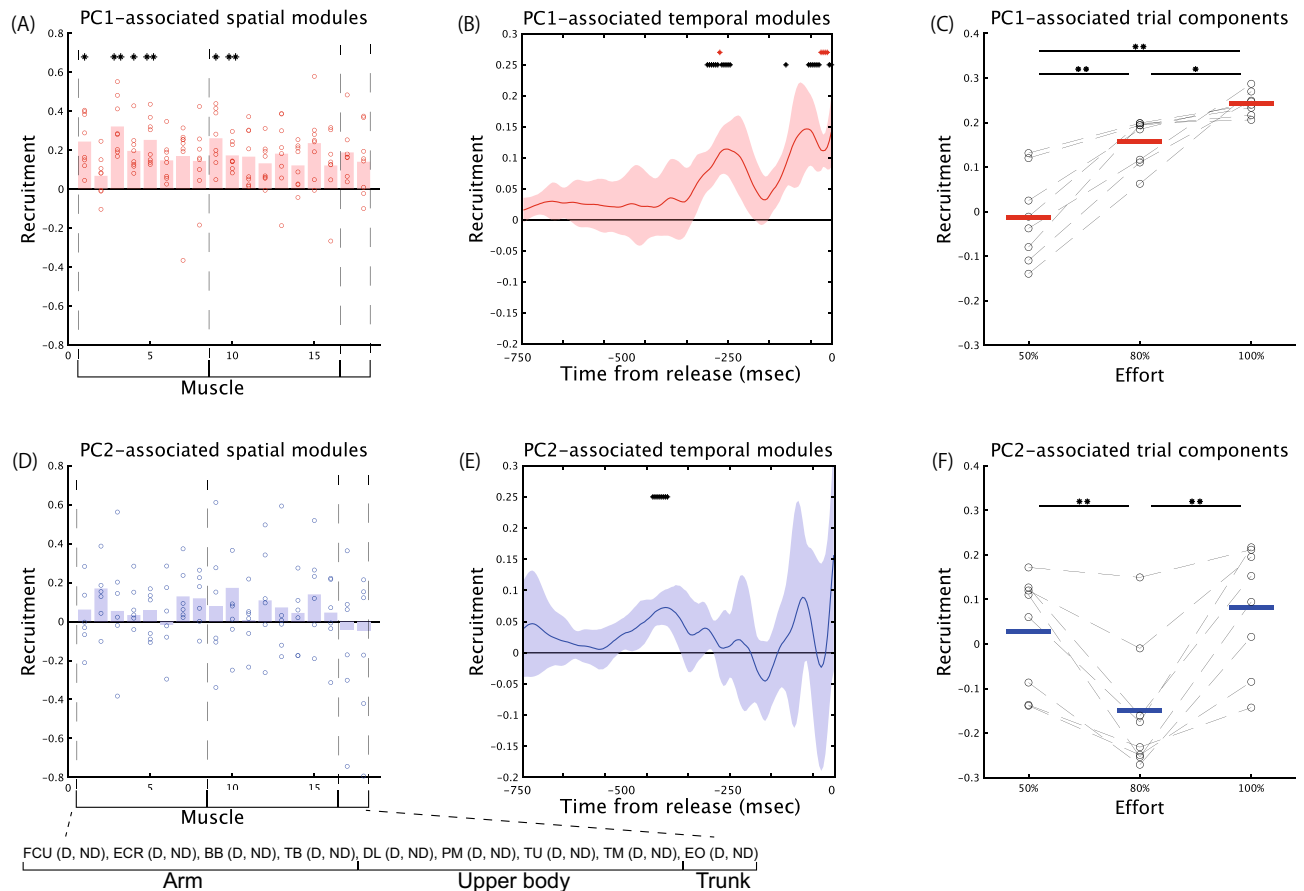 (A)
PC1-associated spatial modules
0.8
0.6
0.4
0.2
0
-0.2
-0.4
-0.6
-0.8
Recruitment
0
5
10
15
Muscle
(B)
PC1-associated temporal modules
0.3
0.25
0.2
0.15
0.1
0.05
0
-0.05
-0.1
-0.15
-0.2
Recruitment
-750
-500
-250
0
Time from release (msec)
(C)
PC1-associated trial components
**
**
*
0.4
0.3
0.2
0.1
0
-0.1
-0.2
-0.3
Recruitment
50%
80%
100%
Effort
(D)
PC2-associated spatial modules
0.8
0.6
0.4
0.2
0
-0.2
-0.4
-0.6
0.8
Recruitment
0
5
10
15
Muscle
(E)
PC2-associated temporal modules
0.3
0.25
0.2
0.15
0.1
0.05
0
-0.05
-0.1
-0.15
0.2
Recruitment
-750
-500
-250
0
Time from release (msec)
(F)
PC2-associated trial components
**
**
0.4
0.3
0.2
0.1
0
-0.1
-0.2
-0.3
Recruitment
50%
80%
100%
Effort
FCU (D, ND), ECR (D, ND), BB (D, ND), TB (D, ND), DL (D, ND), PM (D, ND), TU (D, ND), TM (D, ND), EO (D, ND)
Arm
Upper body
Trunk